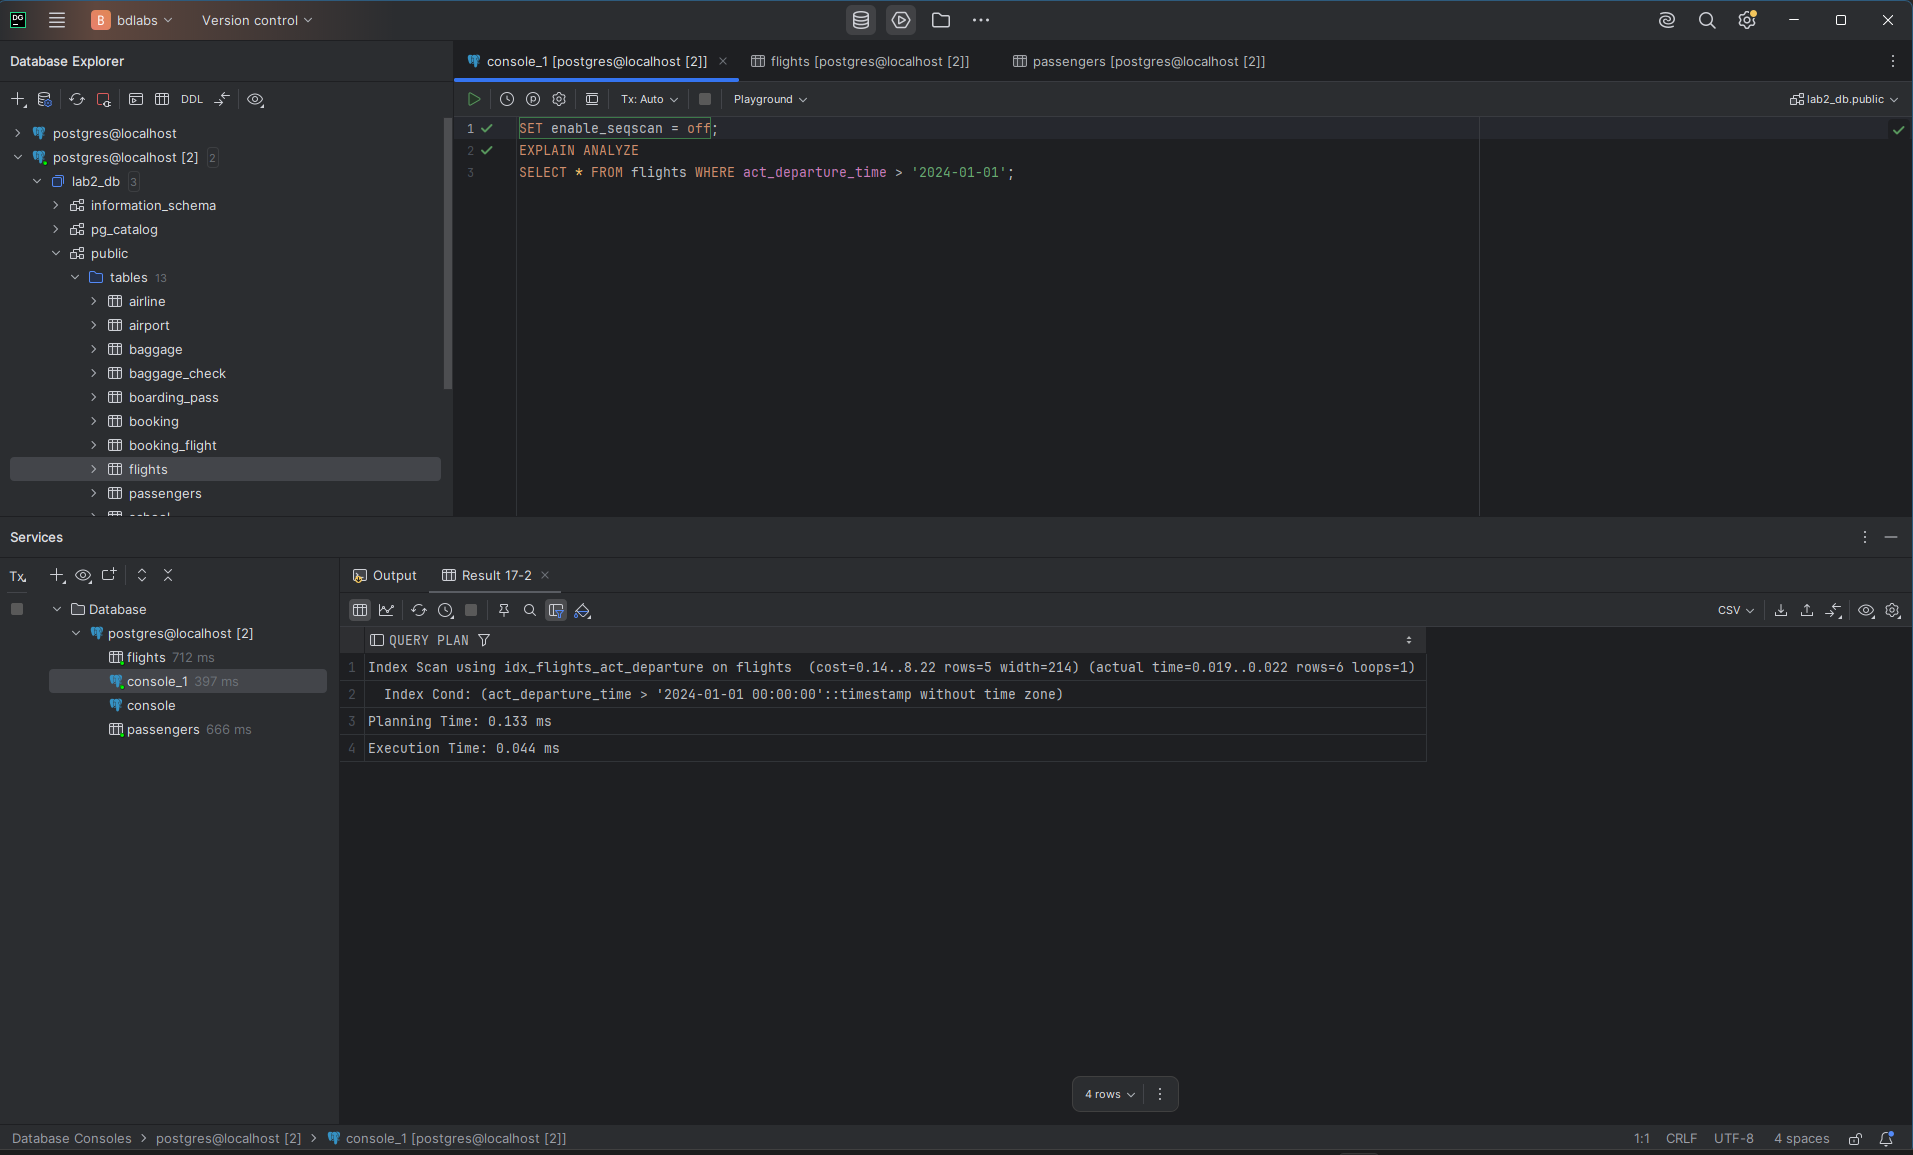 DG
B bdlabs
Version control
Database Explorer
console_1 [postgres@localhost [2]]
flights [postgres@localhost [2]]
passengers [postgres@localhost [2]]
DDL
Tx: Auto
Playground
lab2_db.public
postgres@localhost
postgres@localhost [2] 2
lab2_db 3
information_schema
pg_catalog
public
tables 13
airline
airport
baggage
baggage_check
boarding_pass
booking
booking_flight
flights
passengers
school
1 SET enable_seqscan = off;
2 EXPLAIN ANALYZE
3 SELECT * FROM flights WHERE act_departure_time > '2024-01-01';
Services
Tx
Database
postgres@localhost [2]
flights 712 ms
console_1 397 ms
console
passengers 666 ms
Output
Result 17-2
CSV
QUERY PLAN
1 Index Scan using idx_flights_act_departure on flights  (cost=0.14..8.22 rows=5 width=214) (actual time=0.019..0.022 rows=6 loops=1)
2   Index Cond: (act_departure_time > '2024-01-01 00:00:00'::timestamp without time zone)
3 Planning Time: 0.133 ms
4 Execution Time: 0.044 ms
4 rows
Database Consoles > postgres@localhost [2] > console_1 [postgres@localhost [2]]
1:1 CRLF UTF-8 4 spaces